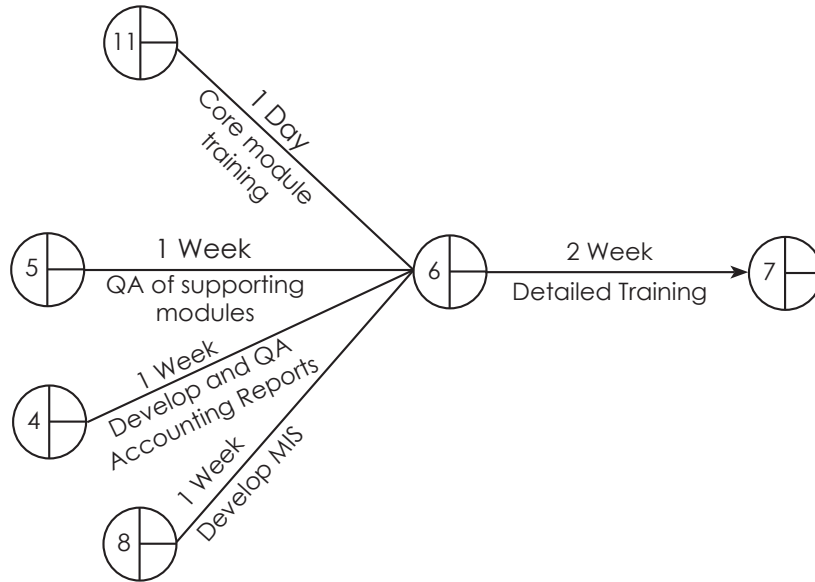 11
1 Day
Core module
training
5
1 Week
QA of supporting
modules
6
2 Week
Detailed Training
7
4
1 Week
Develop and QA
Accounting Reports
8
1 Week
Develop MIS